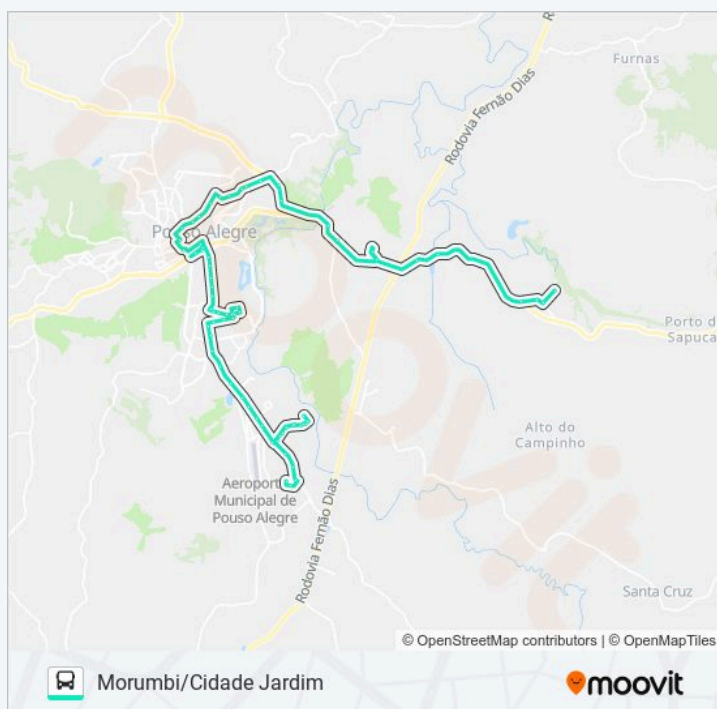 R
Furnas
Rodovia Fernão Dias
Pouso Alegre
Porto d
Sapuca
Alto do
Campinho
Aeroport
Municipal de
Pouso Alegre
Rodovia Fernão Dias
Santa Cruz
© OpenStreetMap contributors | © OpenMapTiles
Morumbi/Cidade Jardim
moovit